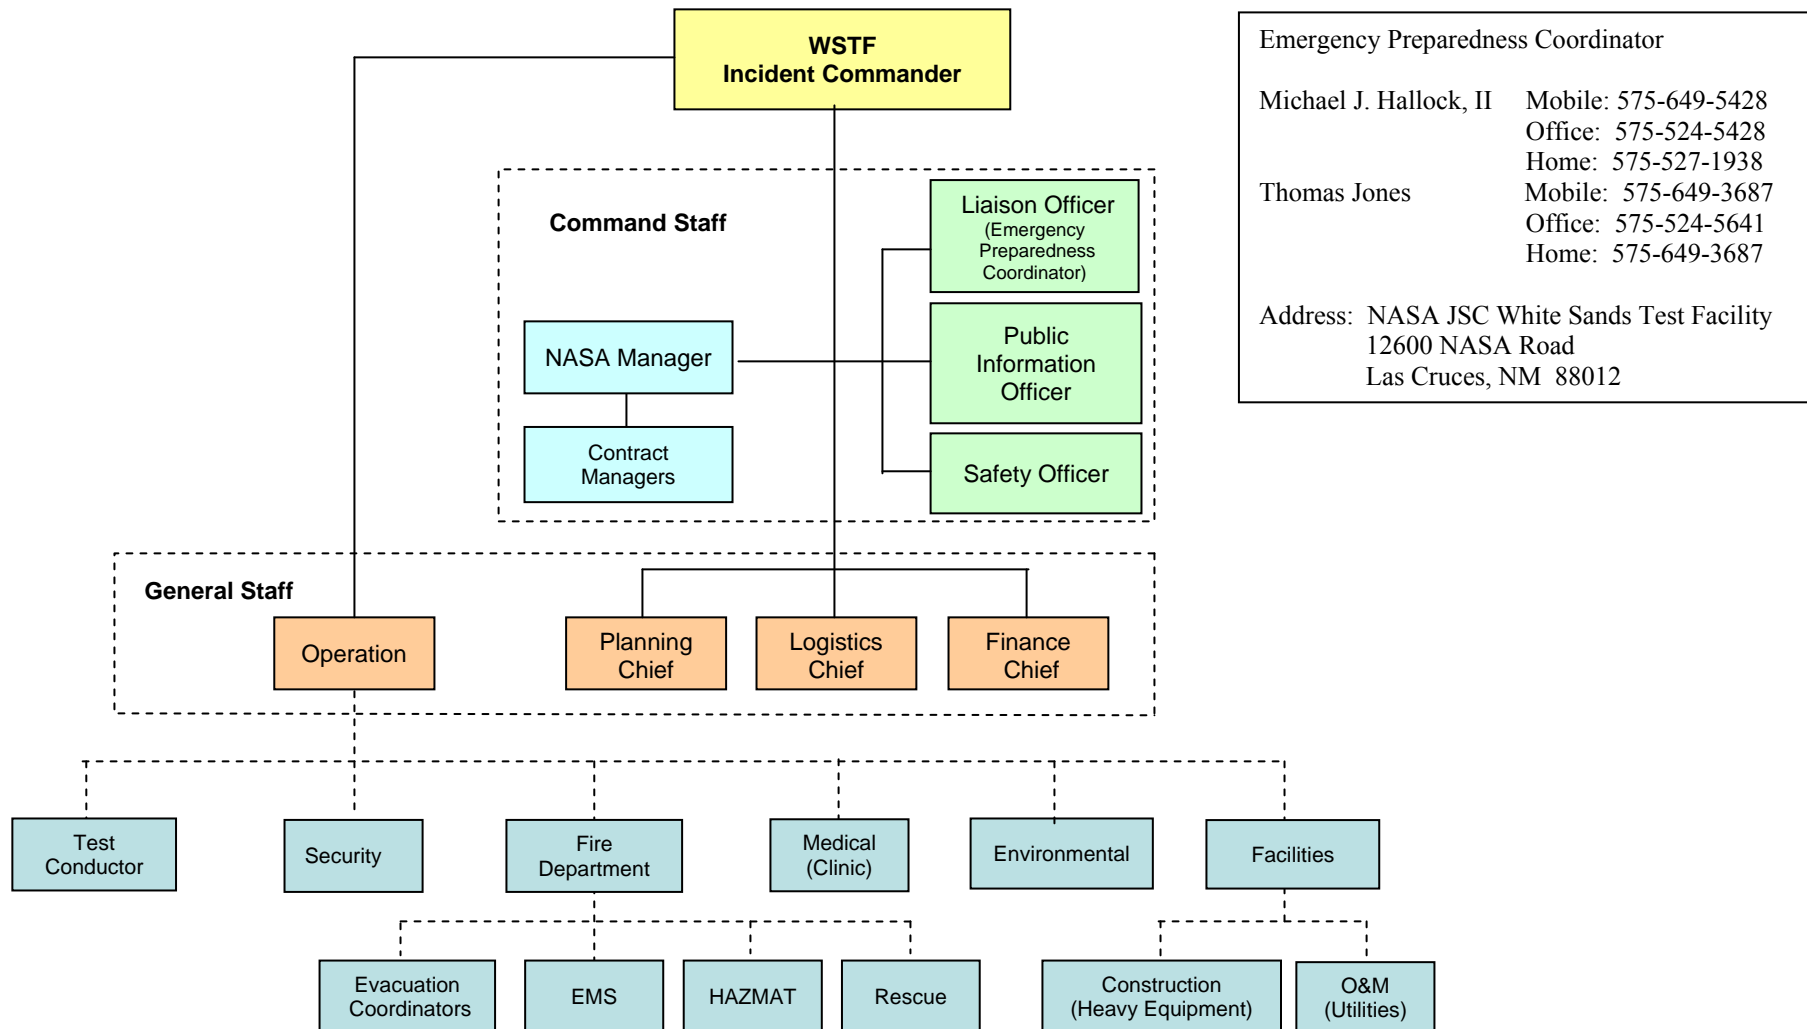 WSTF
Incident Commander
Emergency Preparedness Coordinator
Michael J. Hallock, II Mobile: 575-649-5428
Office: 575-524-5428
Home: 575-527-1938
Thomas Jones Mobile: 575-649-3687
Office: 575-524-5641
Home: 575-649-3687
Address: NASA JSC White Sands Test Facility
12600 NASA Road
Las Cruces, NM 88012
Command Staff
Liaison Officer
(Emergency
Preparedness
Coordinator)
NASA Manager
Public
Information
Officer
Contract
Managers
Safety Officer
General Staff
Operation
Planning
Chief
Logistics
Chief
Finance
Chief
Test
Conductor
Security
Fire
Department
Medical
(Clinic)
Environmental
Facilities
Evacuation
Coordinators
EMS
HAZMAT
Rescue
Construction
(Heavy Equipment)
O&M
(Utilities)